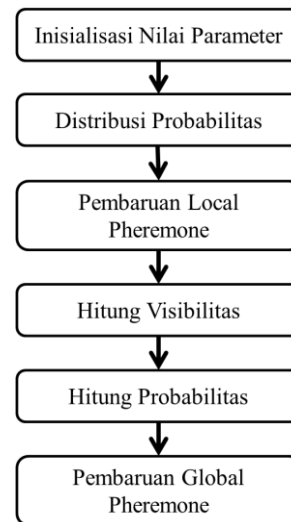 Inisialisasi Nilai Parameter
Distribusi Probabilitas
Pembaruan Local
Pheremone
Hitung Visibilitas
Hitung Probabilitas
Pembaruan Global
Pheremone